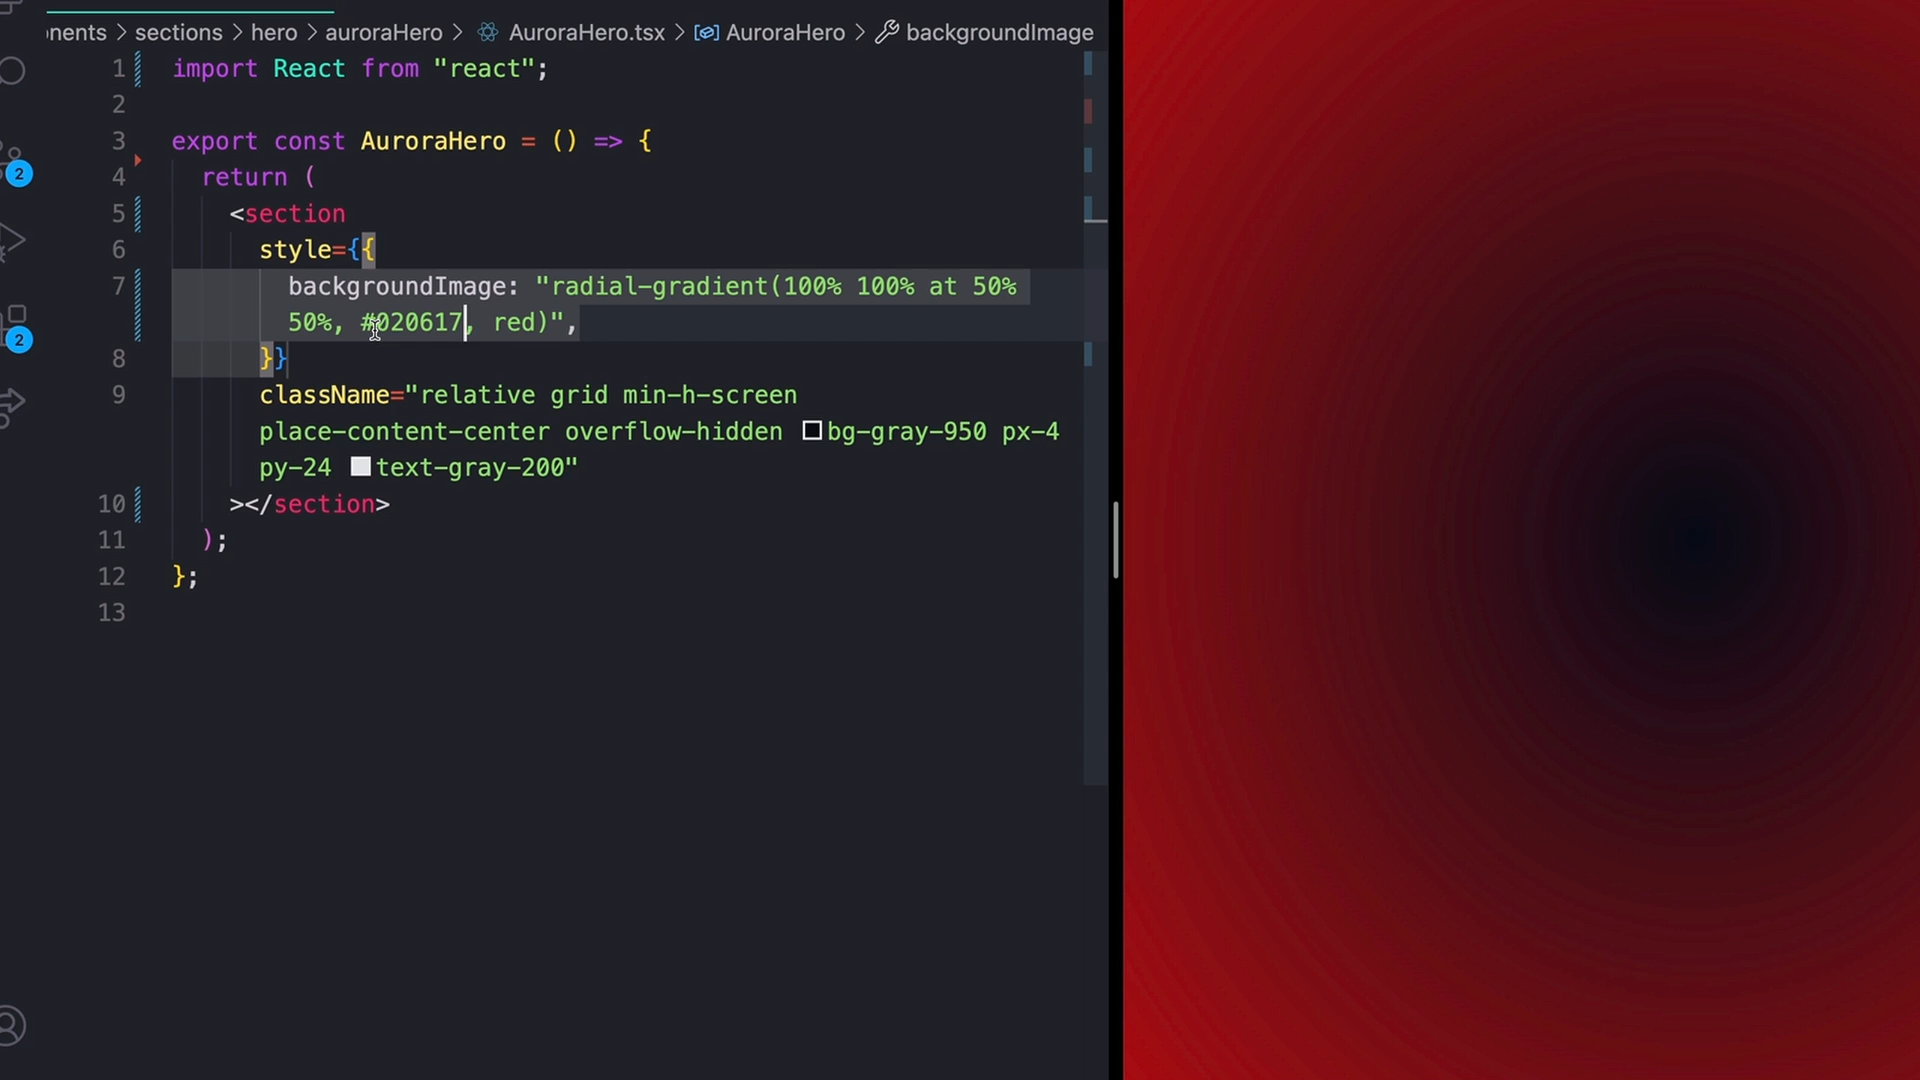 nents > sections > hero > auroraHero > AuroraHero.tsx > AuroraHero > backgroundImage
1 import React from "react";
2
3 export const AuroraHero = () => {
4 return (
5 <section
6 style={{
7 backgroundImage: "radial-gradient(100% 100% at 50%
50%, #020617, red)",
8 }}
9 className="relative grid min-h-screen
place-content-center overflow-hidden bg-gray-950 px-4
py-24 text-gray-200"
10 ></section>
11 );
12 };
13
2
2